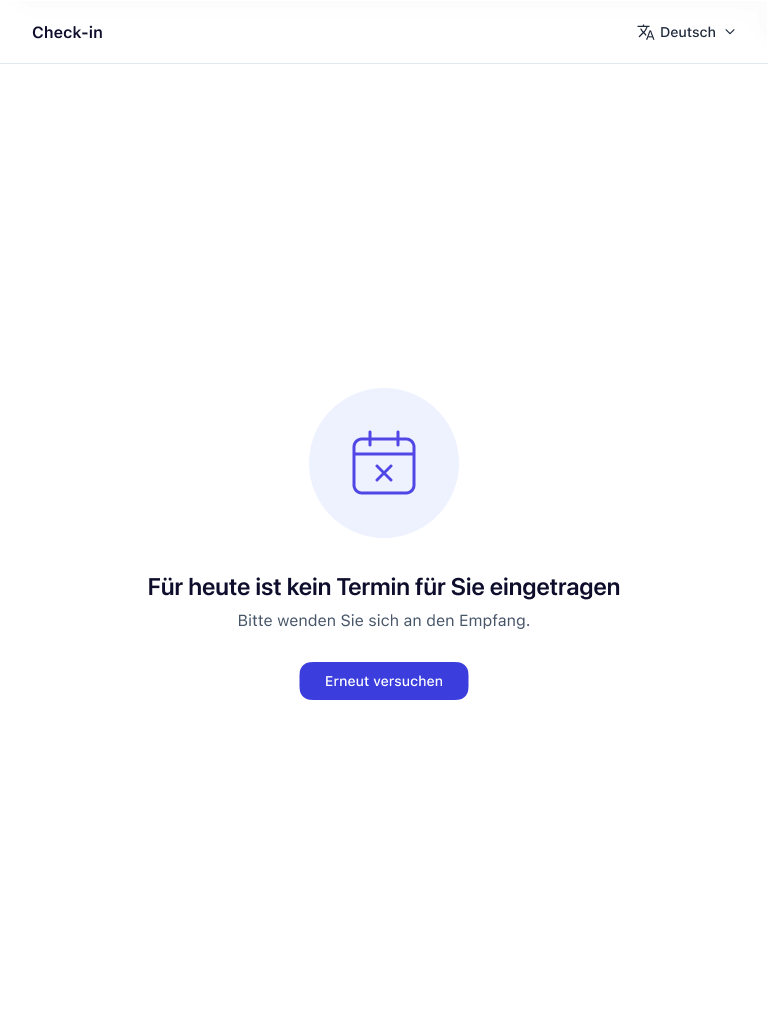 Check-in
Deutsch
Für heute ist kein Termin für Sie eingetragen
Bitte wenden Sie sich an den Empfang.
Erneut versuchen